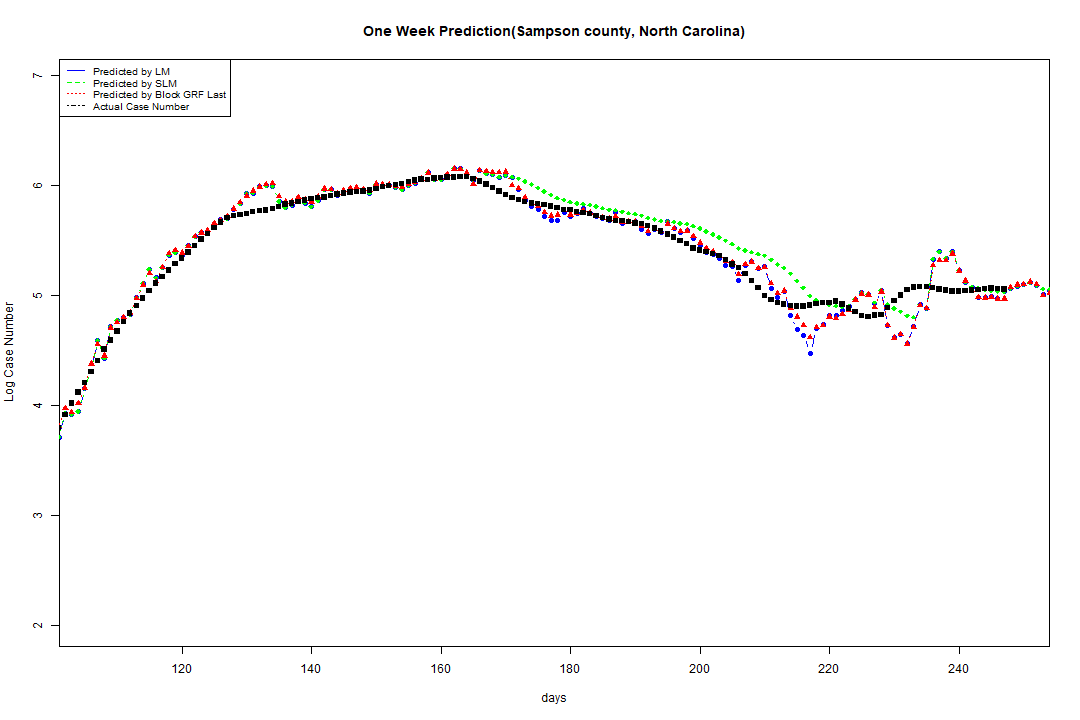 One Week Prediction(Sampson county, North Carolina)
Predicted by LM
Predicted by SLM
Predicted by Block GRF Last
Actual Case Number
Log Case Number
7
6
5
4
3
2
120 140 160 180 200 220 240
days